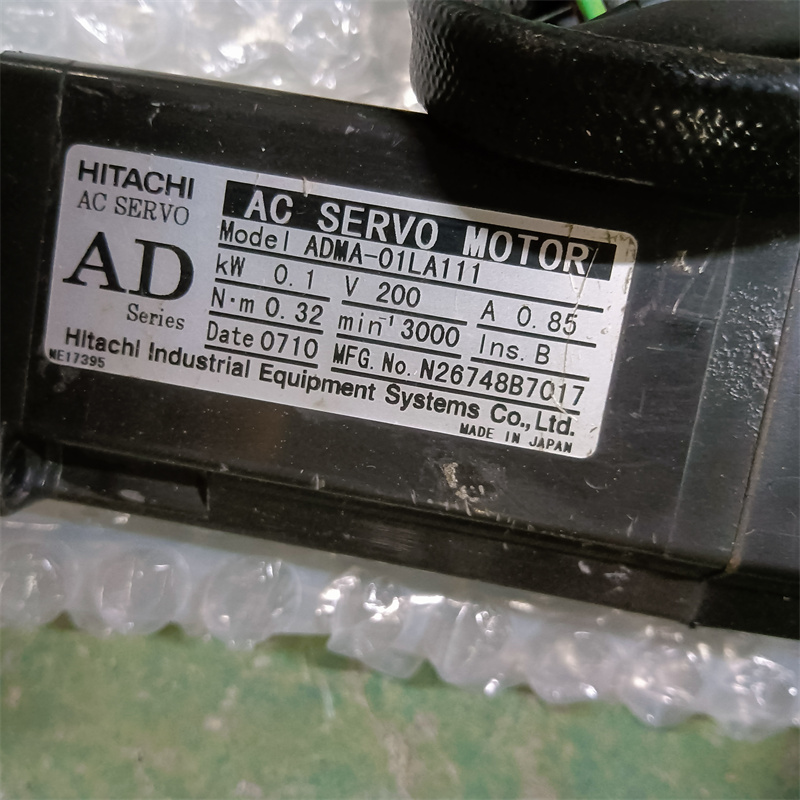 HITACHI
AC SERVO
AD
Series
AC SERVO MOTOR
Model ADMA-01LA111
kW 0.1 V 200 A 0.85
N·m 0.32 min⁻¹ 3000 Ins. B
Date 0710 MFG. No. N26748B7017
Hitachi Industrial Equipment Systems Co., Ltd.
ME17395
MADE IN JAPAN